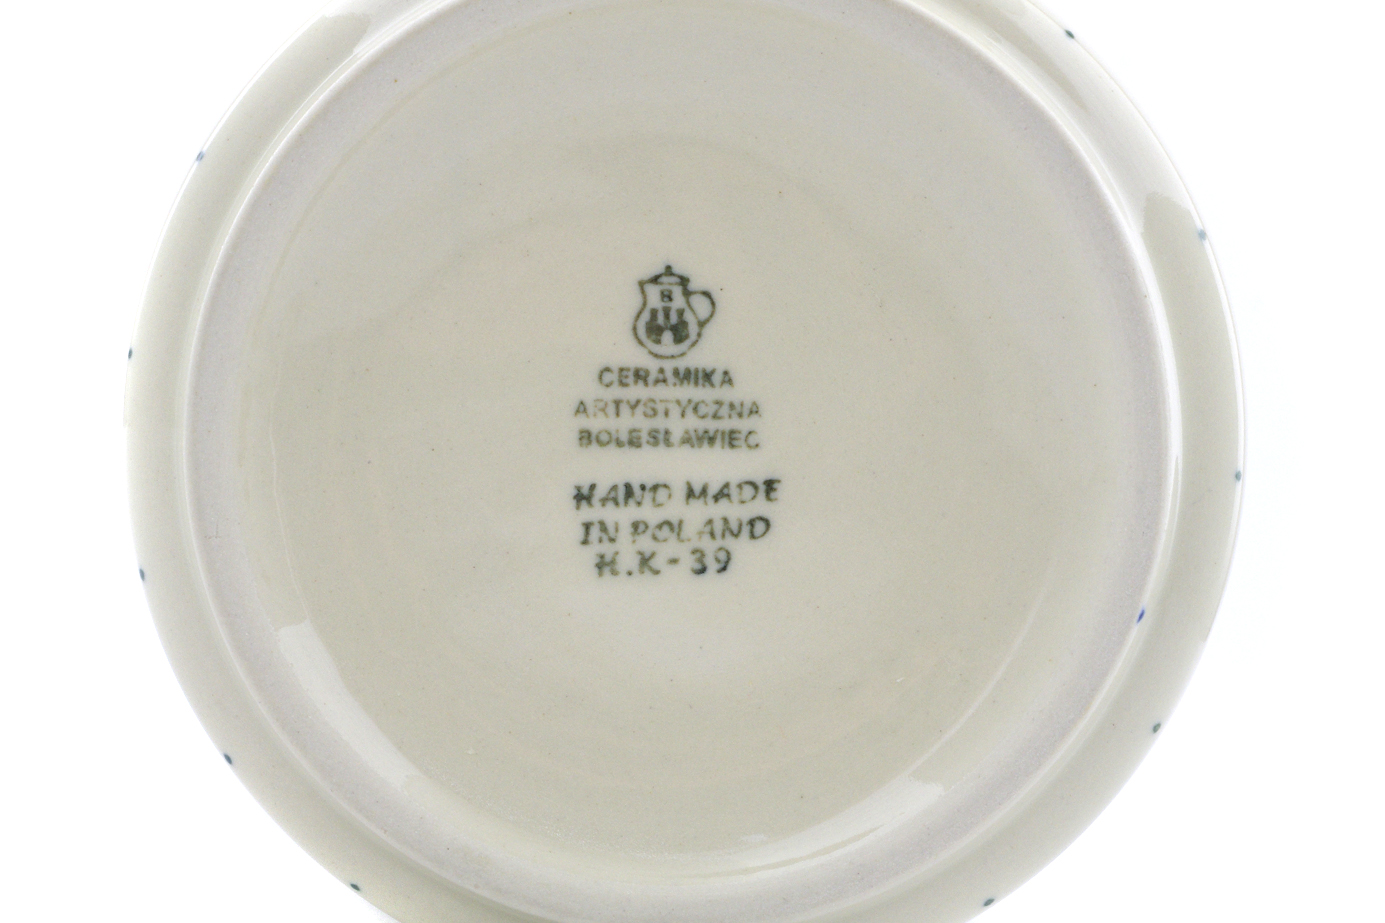 B
CERAMIKA
ARTYSTYCZNA
BOLESŁAWIEC
HAND MADE
IN POLAND
H.K-39